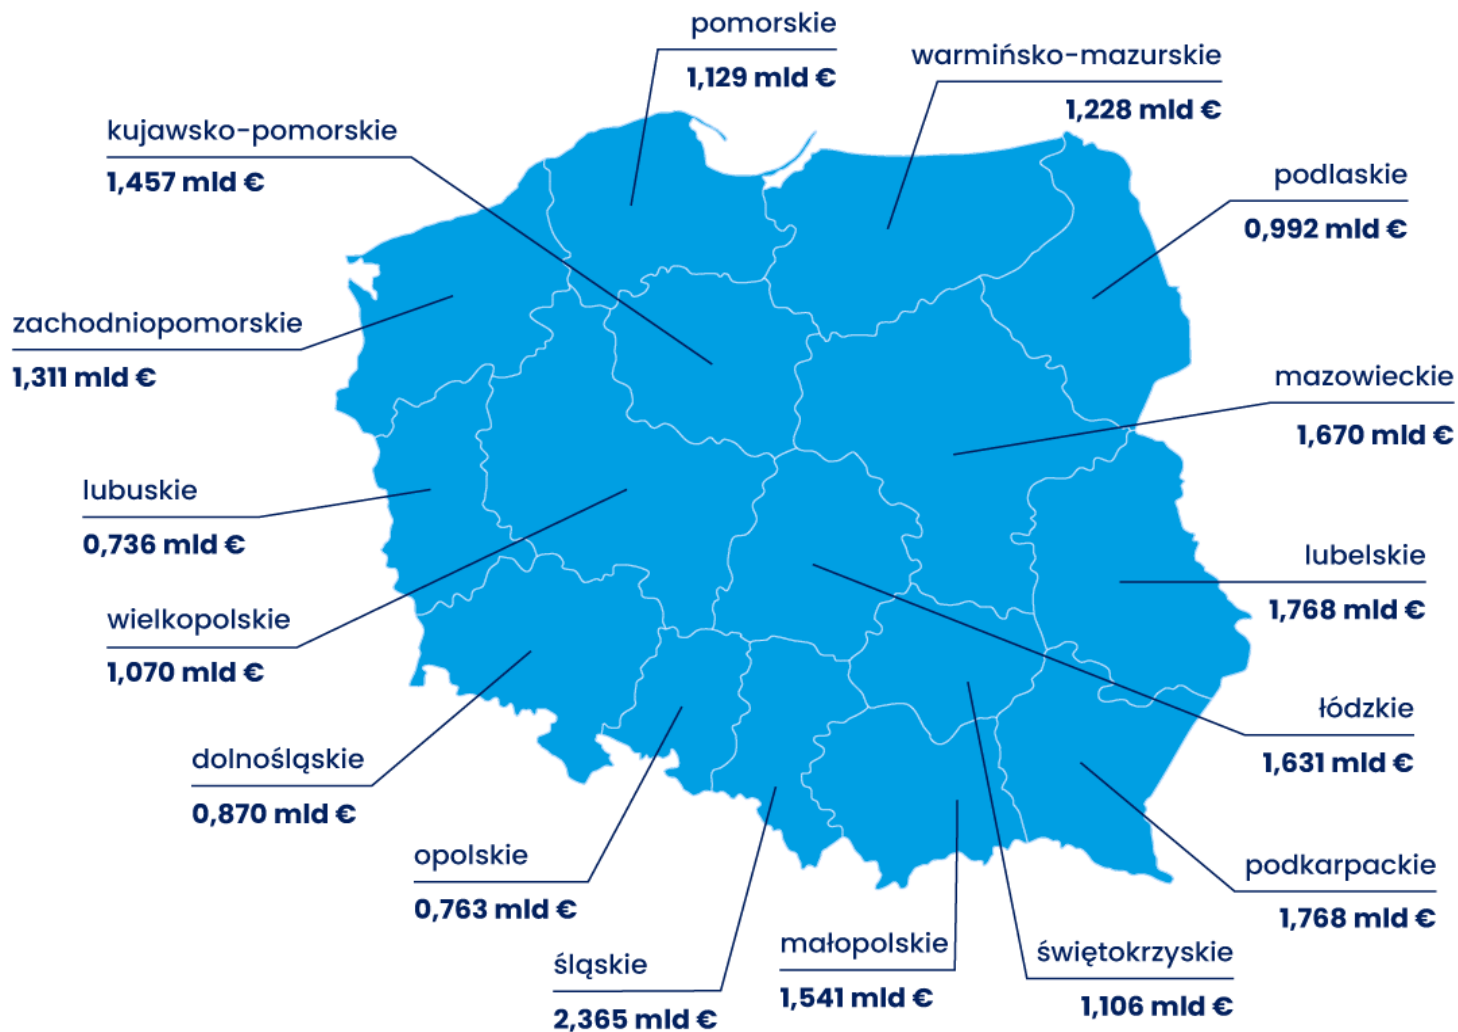 pomorskie
1,129 mld €
warmińsko-mazurskie
1,228 mld €
kujawsko-pomorskie
1,457 mld €
podlaskie
0,992 mld €
zachodniopomorskie
1,311 mld €
mazowieckie
1,670 mld €
lubuskie
0,736 mld €
lubelskie
1,768 mld €
wielkopolskie
1,070 mld €
łódzkie
1,631 mld €
dolnośląskie
0,870 mld €
opolskie
0,763 mld €
podkarpackie
1,768 mld €
śląskie
2,365 mld €
małopolskie
1,541 mld €
świętokrzyskie
1,106 mld €